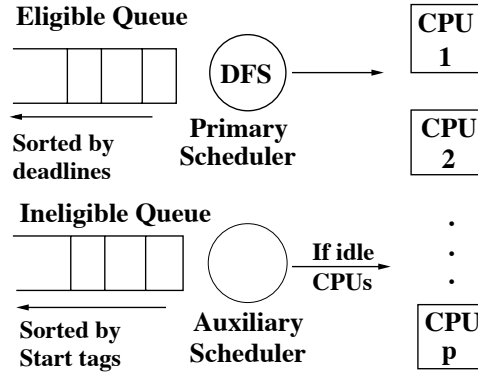 Eligible Queue
DFS
Sorted by
deadlines
Primary
Scheduler
CPU
1
CPU
2
Ineligible Queue
If idle
CPUs
Sorted by
Start tags
Auxiliary
Scheduler
.
.
.
CPU
p